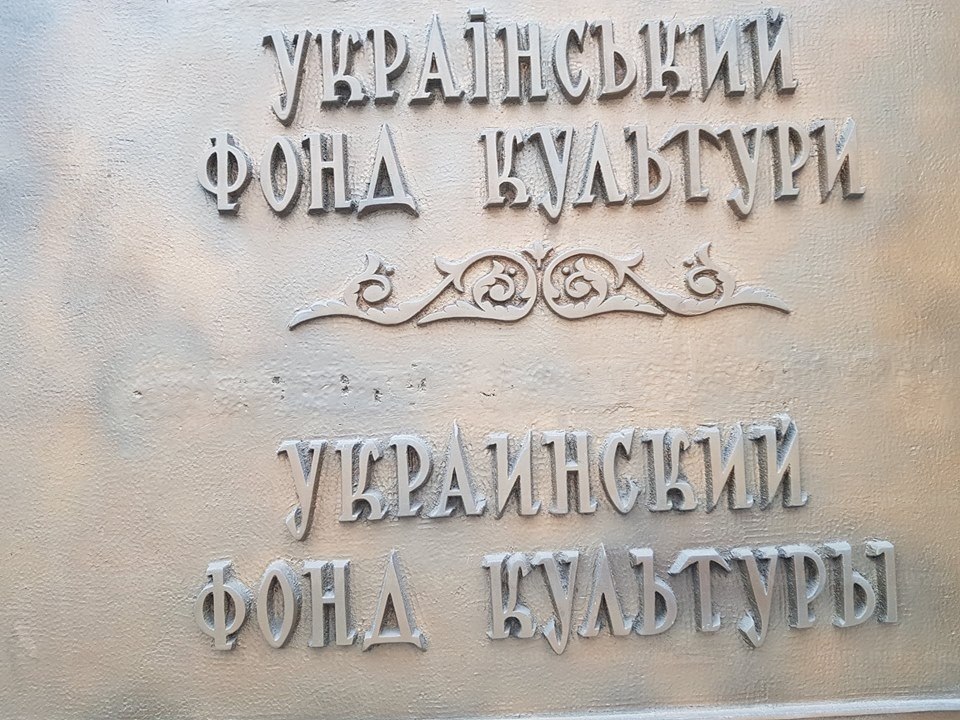 УКРАЇНСЬКИЙ
ФОНД КУЛЬТУРИ
УКРАИНСКИЙ
ФОНД КУЛЬТУРЫ